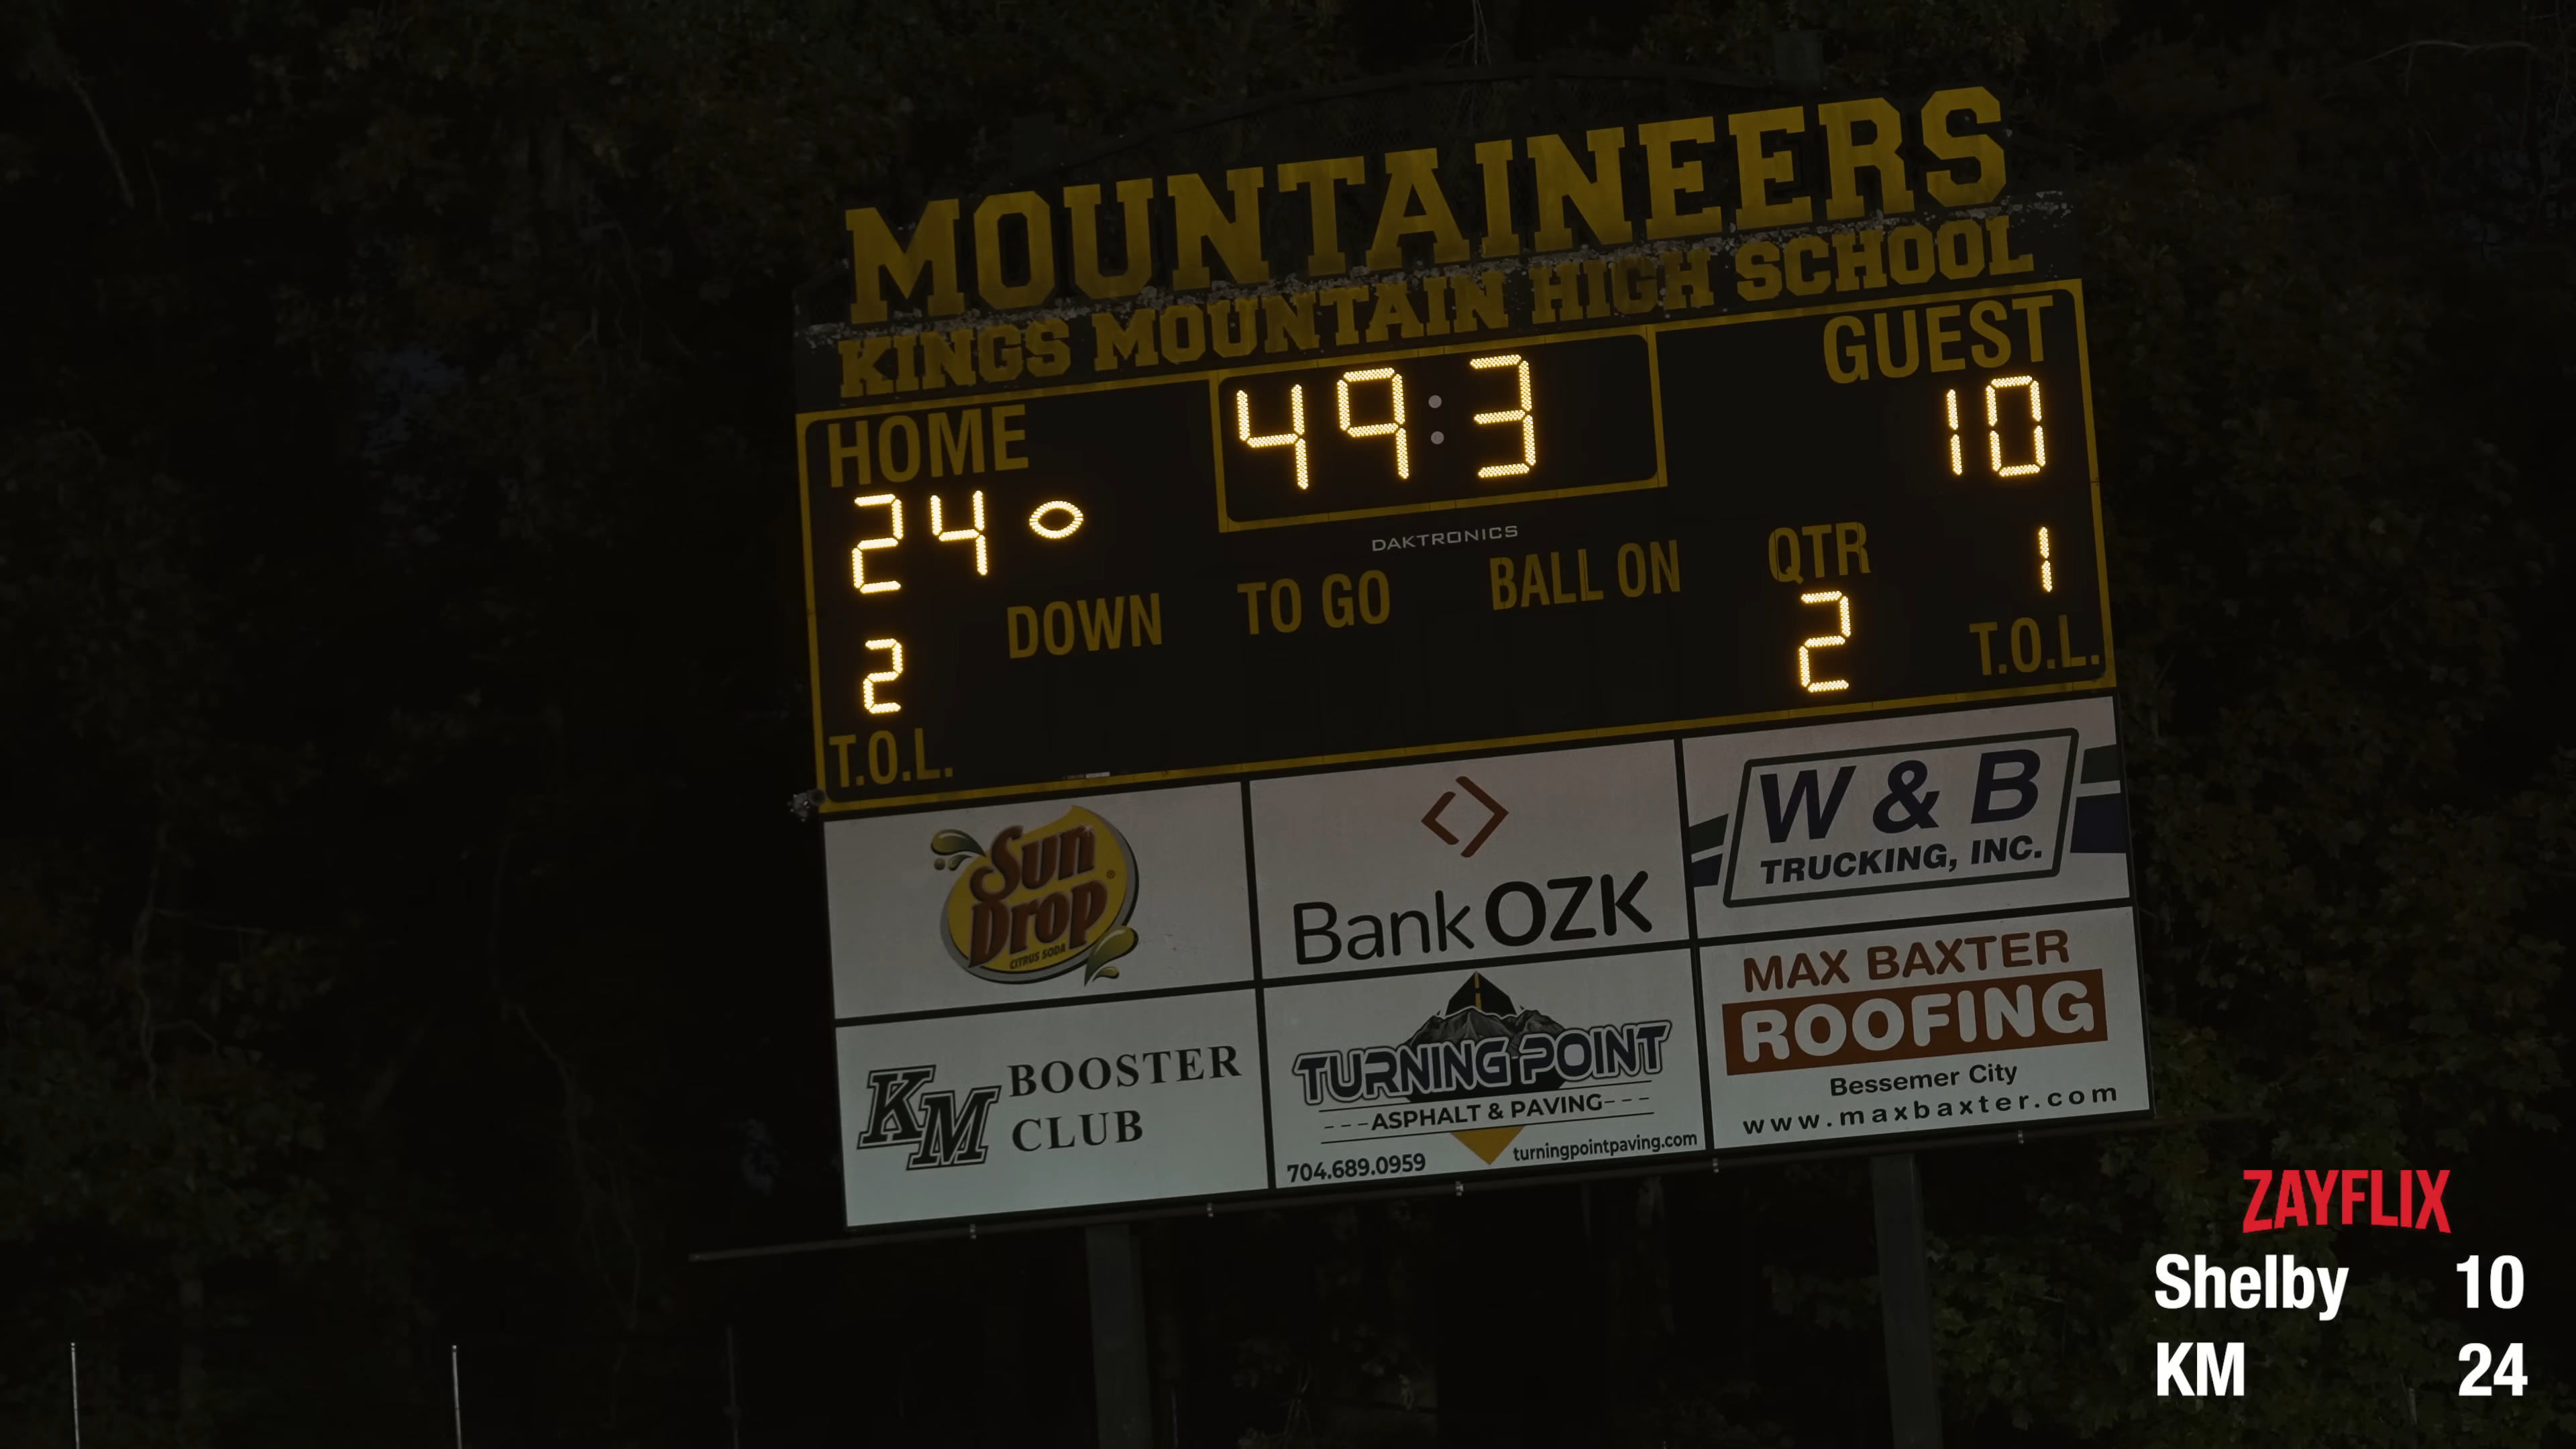 MOUNTAINEERS
KINGS MOUNTAIN HIGH SCHOOL
HOME
49:3
GUEST
24
10
DAKTRONICS
DOWN
TO GO
BALL ON
QTR
1
2
2
T.O.L.
T.O.L.
Sun
Drop
CITRUS SODA
Bank OZK
W & B
TRUCKING, INC.
KM
BOOSTER
CLUB
TURNING POINT
---ASPHALT & PAVING---
704.689.0959
turningpointpaving.com
MAX BAXTER
ROOFING
Bessemer City
www.maxbaxter.com
ZAYFLIX
Shelby 10
KM 24